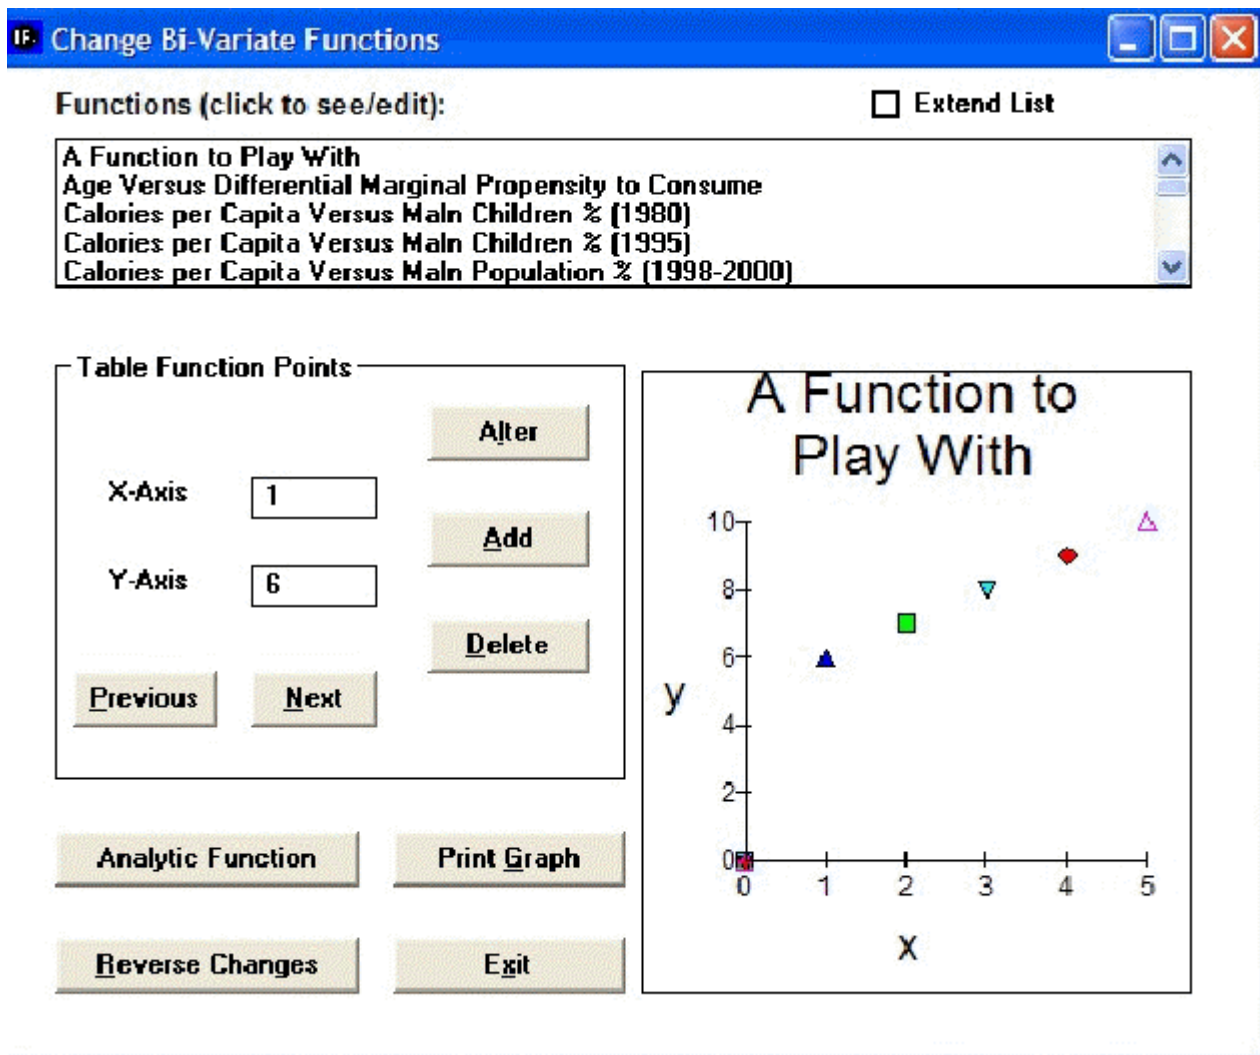 IF.
Change Bi-Variate Functions
Functions (click to see/edit):
Extend List
A Function to Play With
Age Versus Differential Marginal Propensity to Consume
Calories per Capita Versus Maln Children % (1980)
Calories per Capita Versus Maln Children % (1995)
Calories per Capita Versus Maln Population % (1998-2000)
Table Function Points
Alter
X-Axis
1
Add
Y-Axis
6
Delete
Previous
Next
Analytic Function
Print Graph
Reverse Changes
Exit
A Function to
Play With
10
8
6
y
4
2
0
0 1 2 3 4 5
x